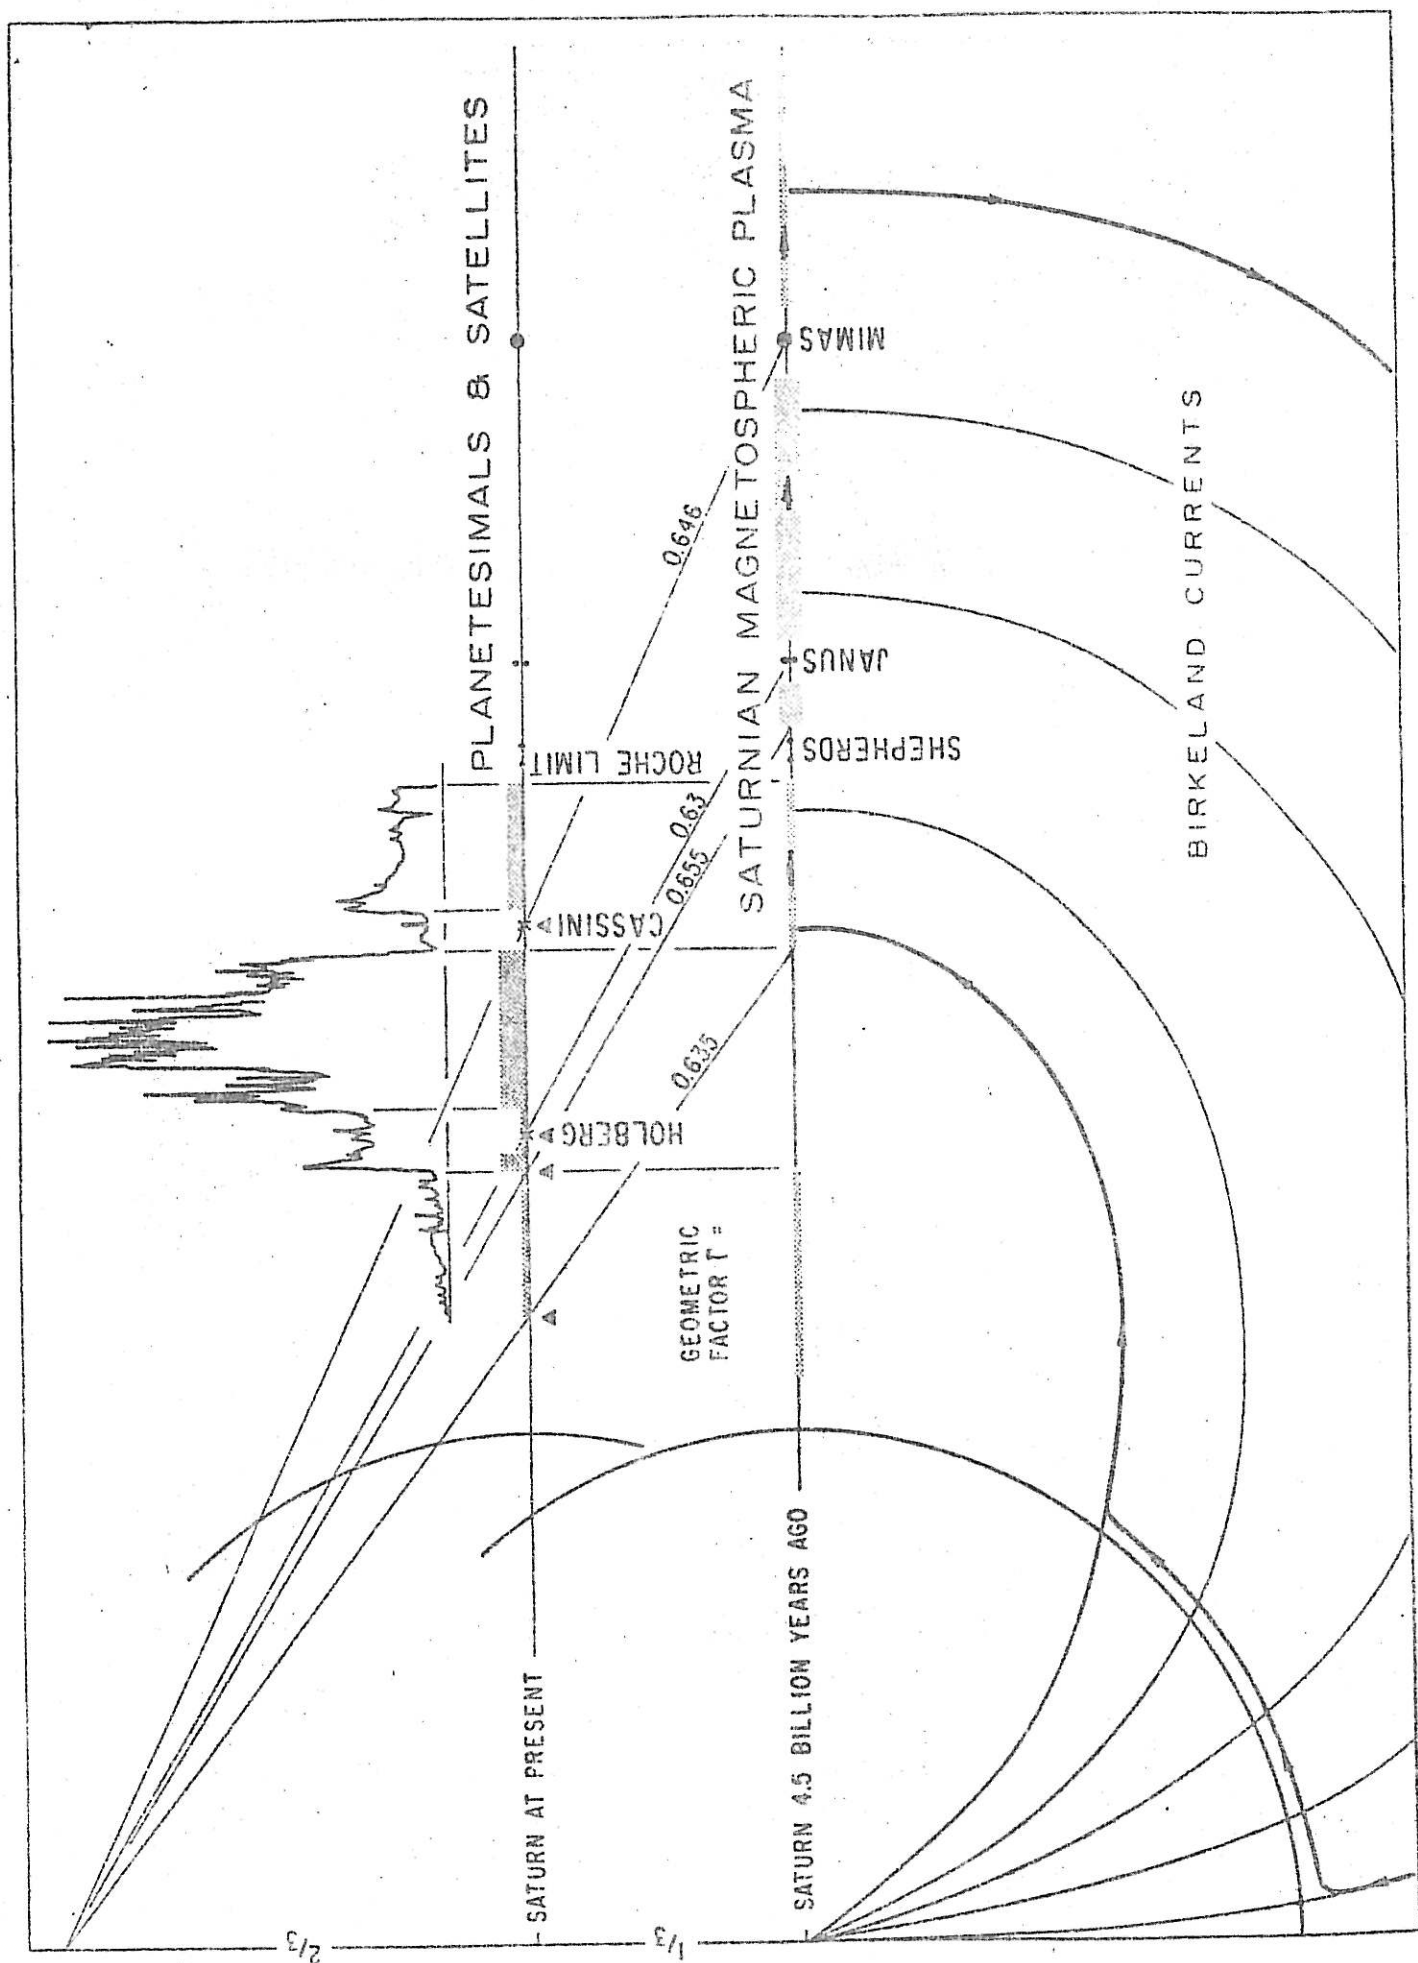 PLANETESIMALS & SATELLITES
ROCHE LIMIT
CASSINI
HOLBERG
0.646
0.63
0.655
0.635
GEOMETRIC
FACTOR Γ =
SATURNIAN MAGNETOSPHERIC PLASMA
MIMAS
JANUS
SHEPHERDS
BIRKELAND CURRENTS
SATURN AT PRESENT
SATURN 4.5 BILLION YEARS AGO
2/3
1/3